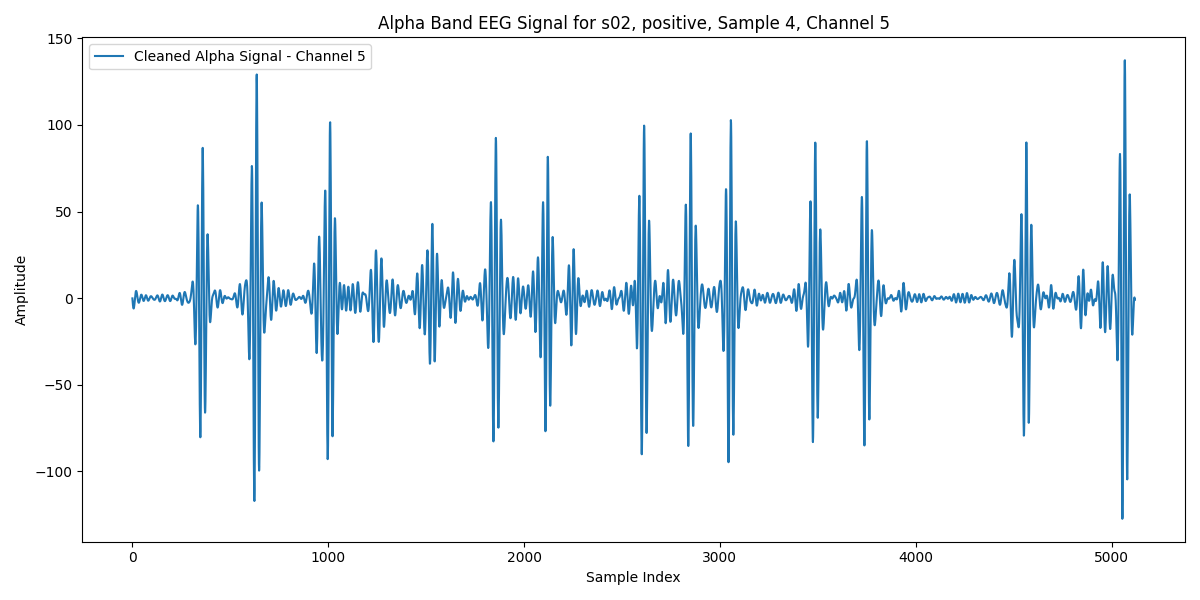 Alpha Band EEG Signal for s02, positive, Sample 4, Channel 5
Cleaned Alpha Signal - Channel 5
150
100
50
0
−50
−100
Amplitude
0 1000 2000 3000 4000 5000
Sample Index